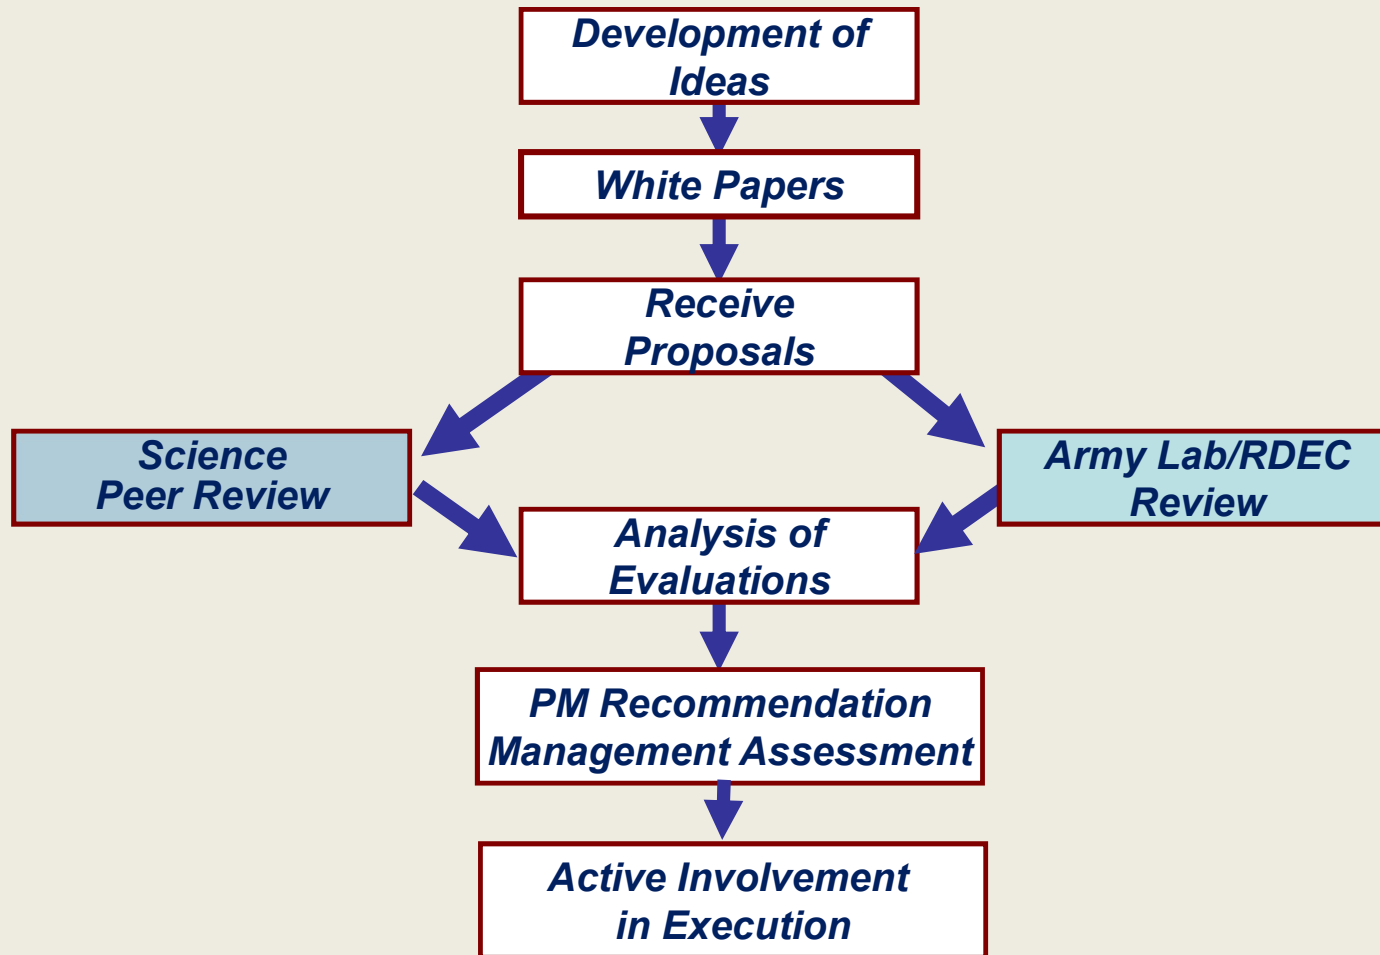 Development of
Ideas
White Papers
Receive
Proposals
Science
Peer Review
Army Lab/RDEC
Review
Analysis of
Evaluations
PM Recommendation
Management Assessment
Active Involvement
in Execution